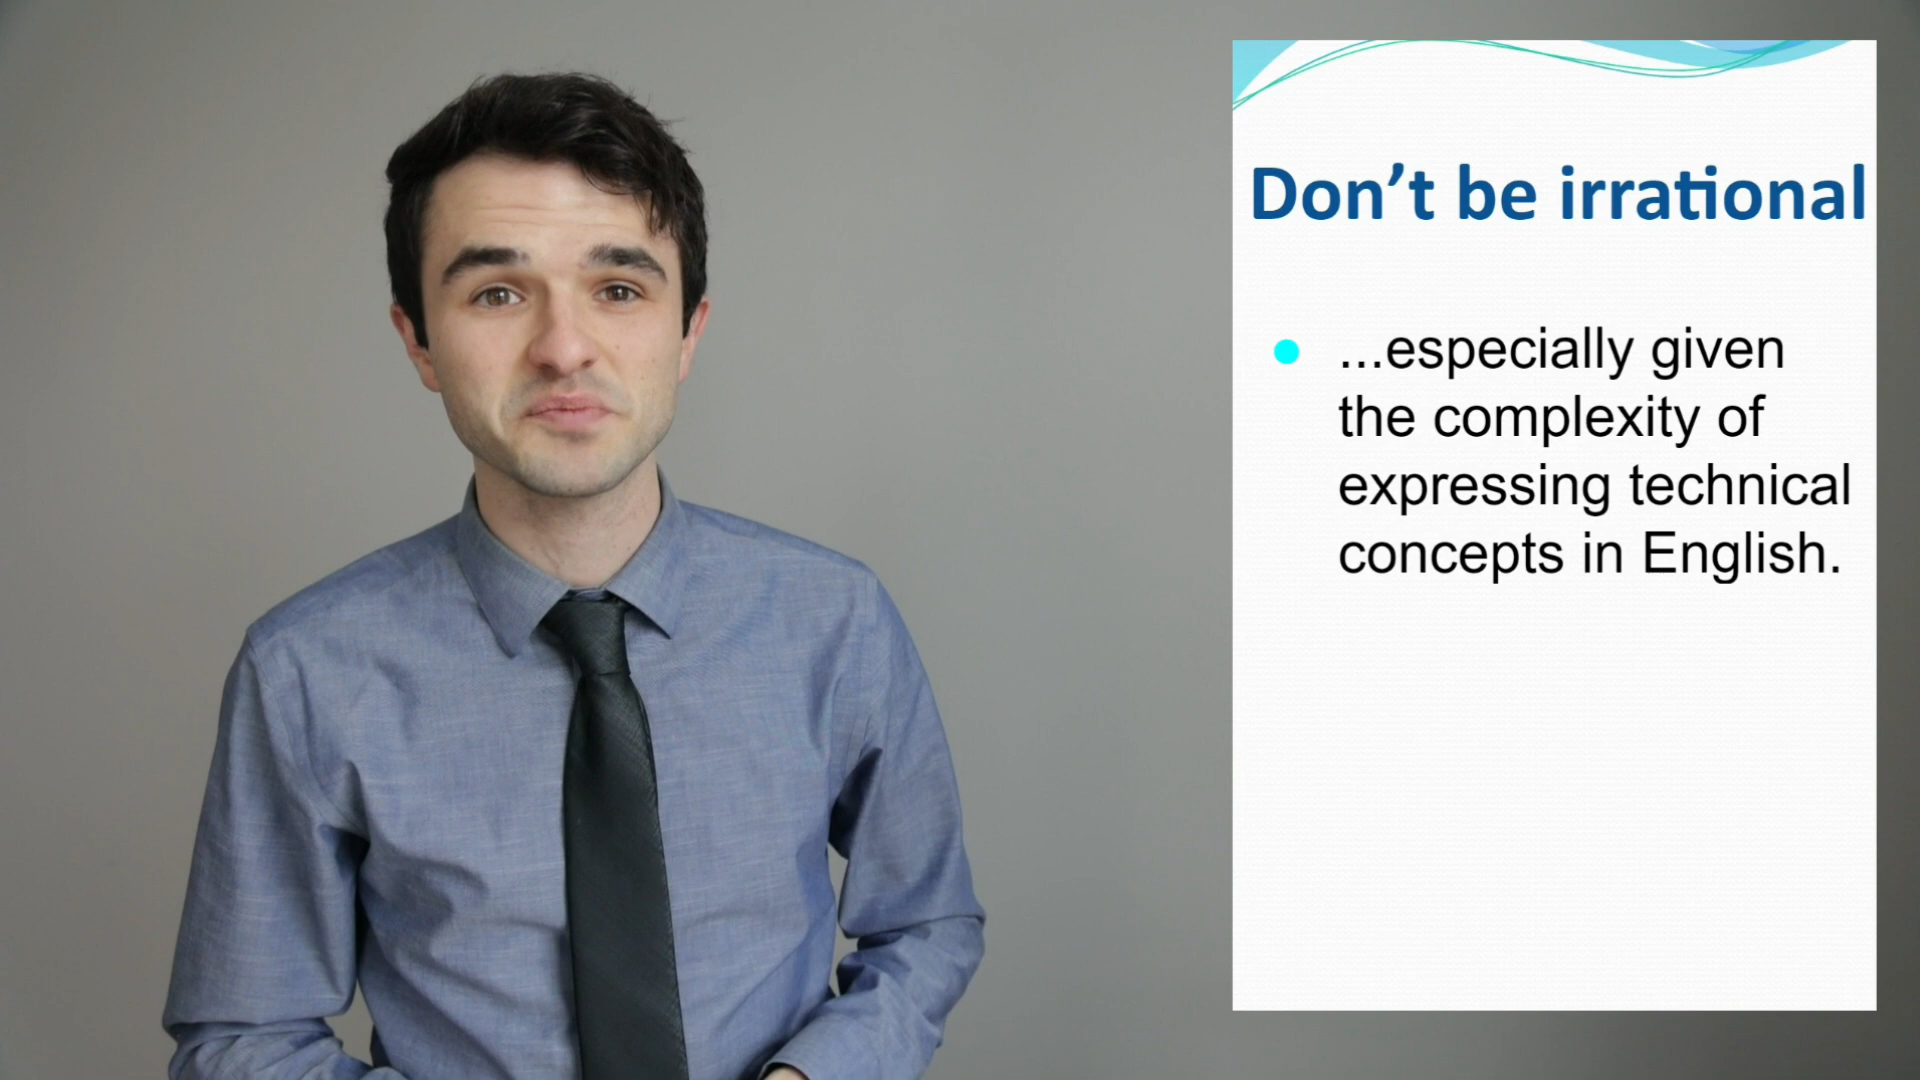 Don’t be irrational
...especially given
the complexity of
expressing technical
concepts in English.